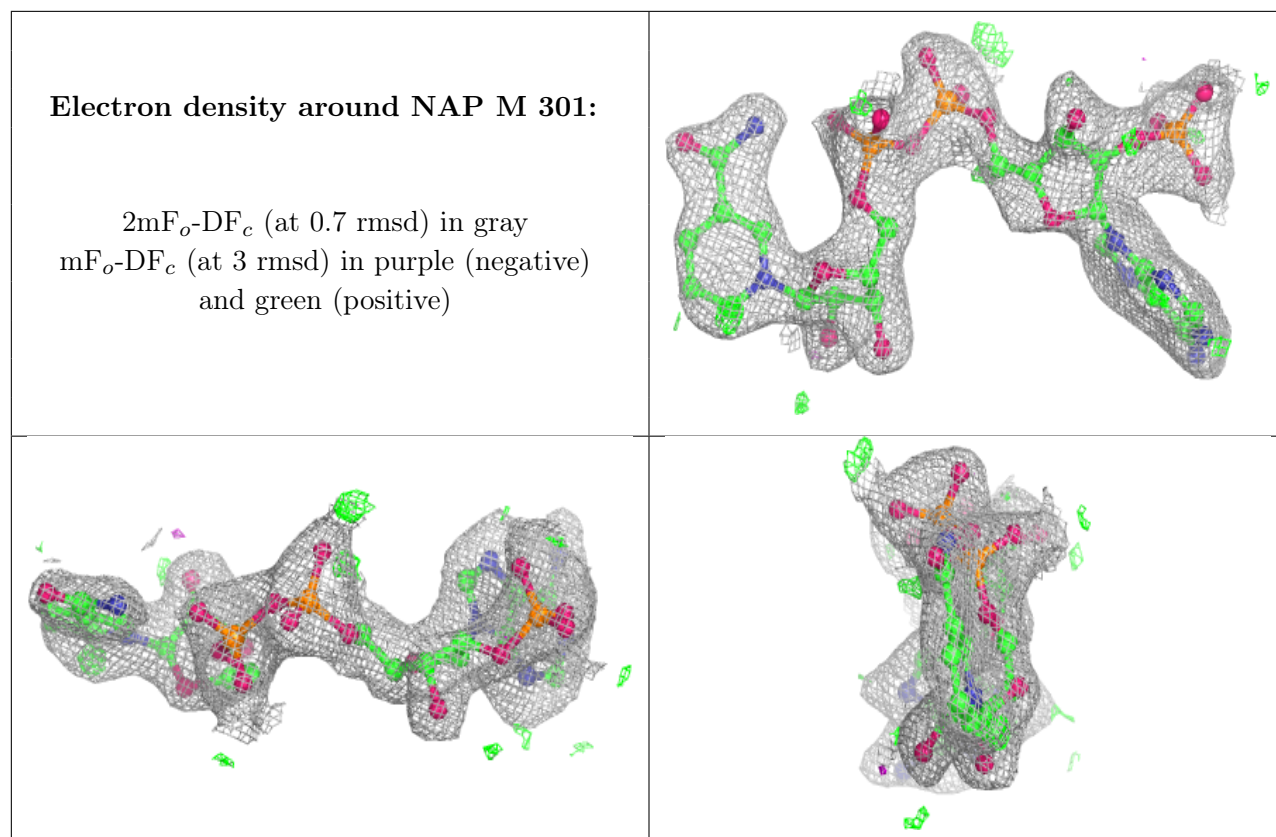 Electron density around NAP M 301:
2mFₒ-DF𝒸 (at 0.7 rmsd) in gray
mFₒ-DF𝒸 (at 3 rmsd) in purple (negative)
and green (positive)